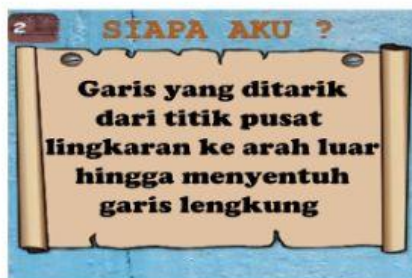 2
SIAPA AKU ?
Garis yang ditarik
dari titik pusat
lingkaran ke arah luar
hingga menyentuh
garis lengkung